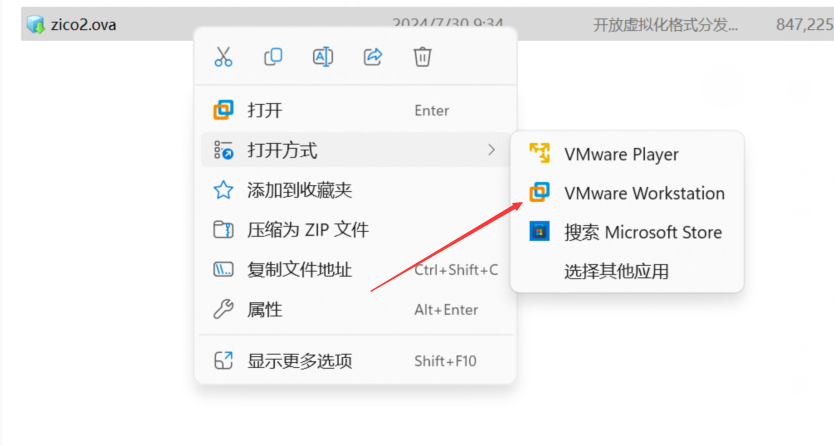 zico2.ova 2024/7/30 9:34 开放虚拟化格式分发... 847,225
打开 Enter
打开方式
VMware Player
添加到收藏夹
VMware Workstation
压缩为 ZIP 文件
搜索 Microsoft Store
复制文件地址 Ctrl+Shift+C
选择其他应用
属性 Alt+Enter
显示更多选项 Shift+F10